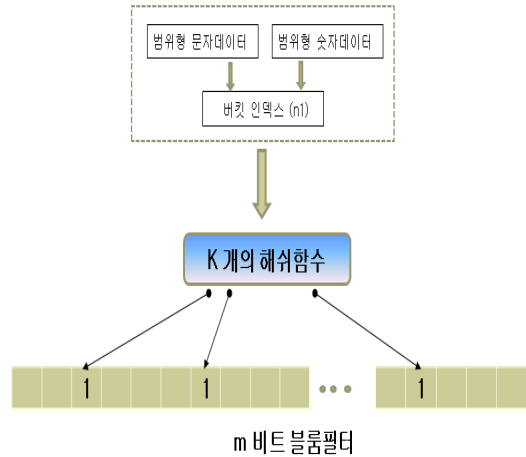 범위형 문자데이터
범위형 숫자데이터
버킷 인덱스 (n1)
K 개의 해쉬함수
1 1 1
m 비트 블룸필터